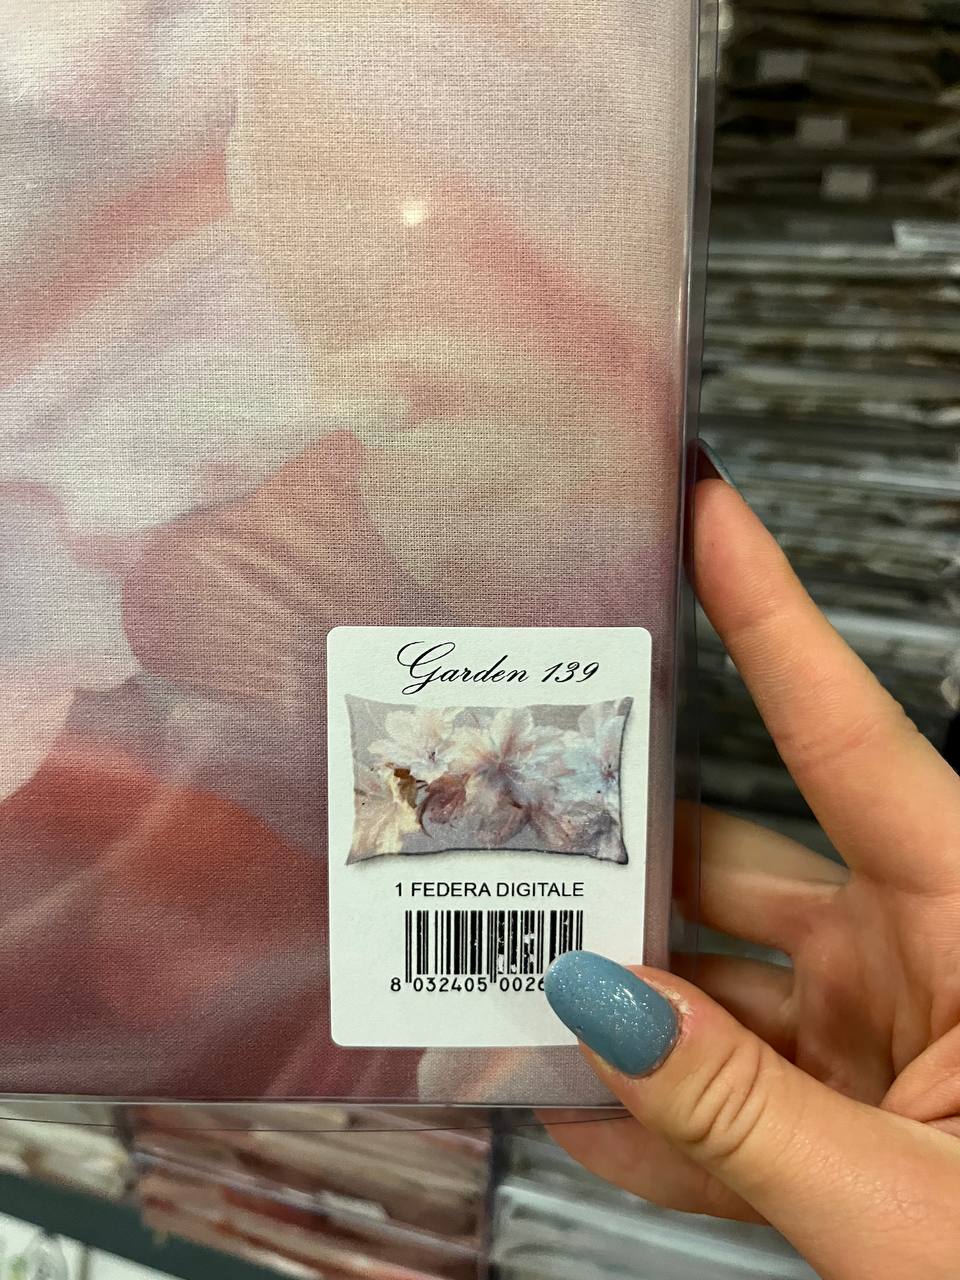 Garden 139
1 FEDERA DIGITALE
8 032405 0026